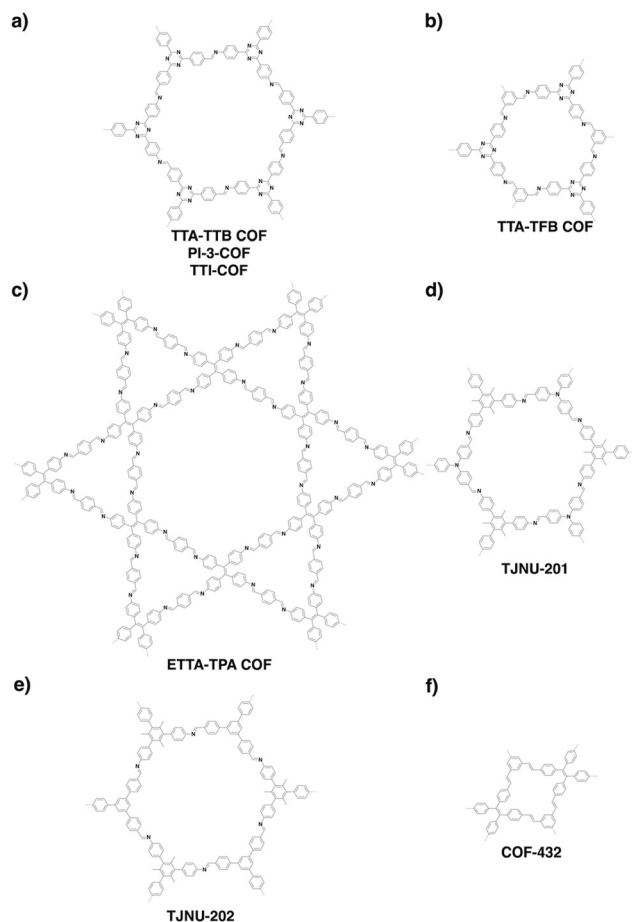 a)
b)
TTA-TTB COF
PI-3-COF
TTI-COF
TTA-TFB COF
c)
d)
TJNU-201
ETTA-TPA COF
e)
f)
COF-432
TJNU-202